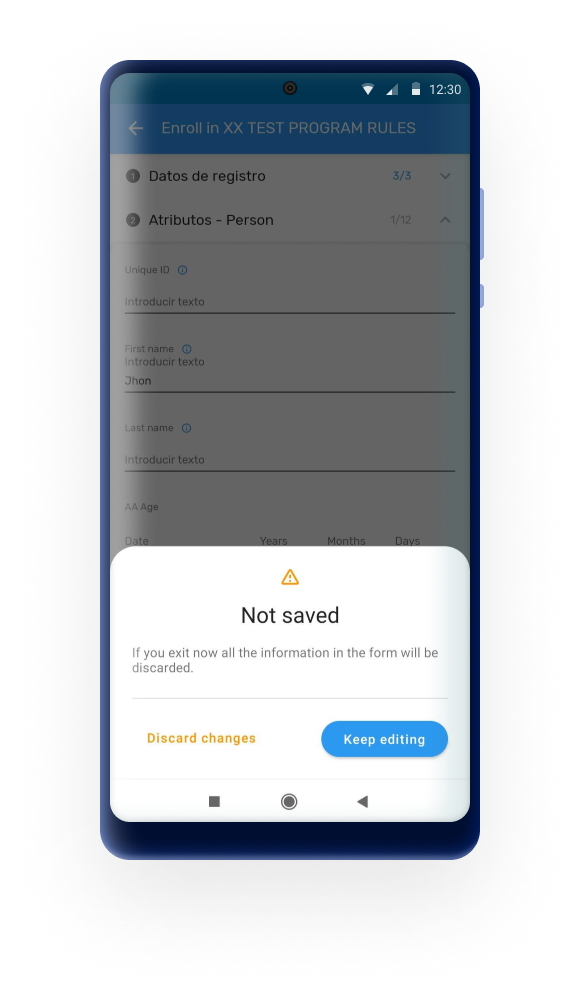 12:30
Enroll in XX TEST PROGRAM RULES
1 Datos de registro 3/3
2 Atributos - Person 1/12
Unique ID
Introducir texto
First name
Introducir texto
Jhon
Last name
Introducir texto
AA Age
Date Years Months Days
Not saved
If you exit now all the information in the form will be
discarded.
Discard changes Keep editing